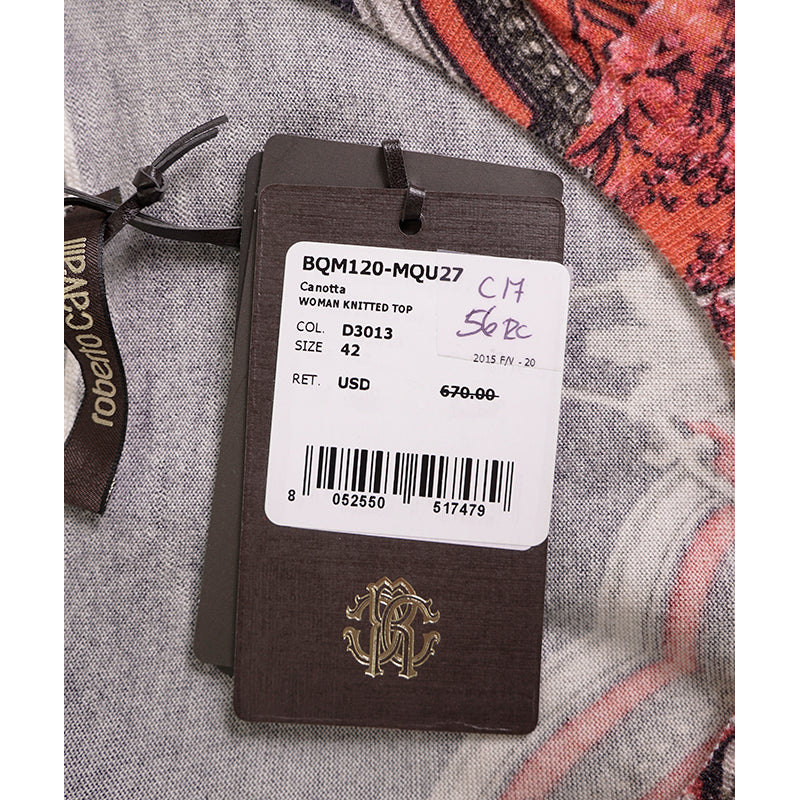 roberto cavalli
BQM120-MQU27
Canotta
WOMAN KNITTED TOP
C17
56 RC
COL. D3013
SIZE 42
2015 F/V - 20
RET. USD 670.00
8 052550 517479